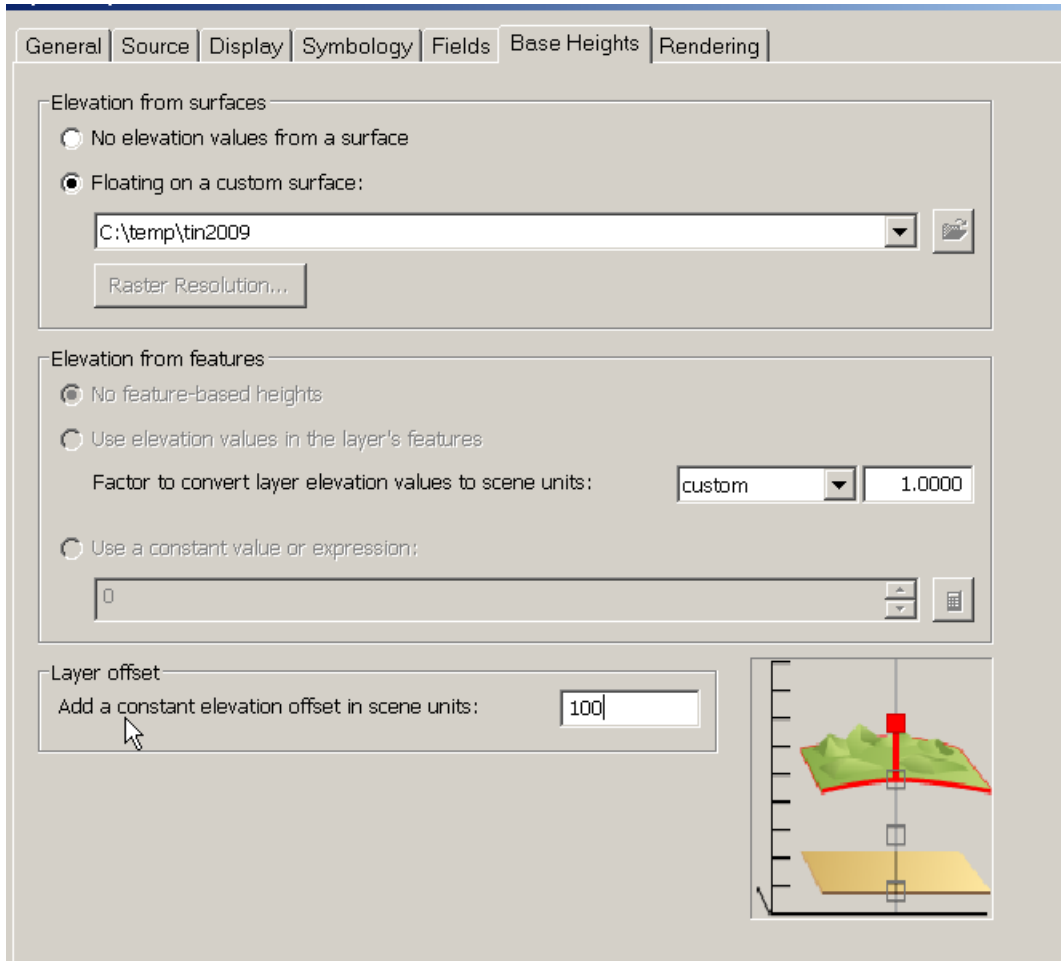 General Source Display Symbology Fields Base Heights Rendering
Elevation from surfaces
No elevation values from a surface
Floating on a custom surface:
C:\temp\tin2009
Raster Resolution...
Elevation from features
No feature-based heights
Use elevation values in the layer's features
Factor to convert layer elevation values to scene units: custom 1.0000
Use a constant value or expression:
0
Layer offset
Add a constant elevation offset in scene units: 100